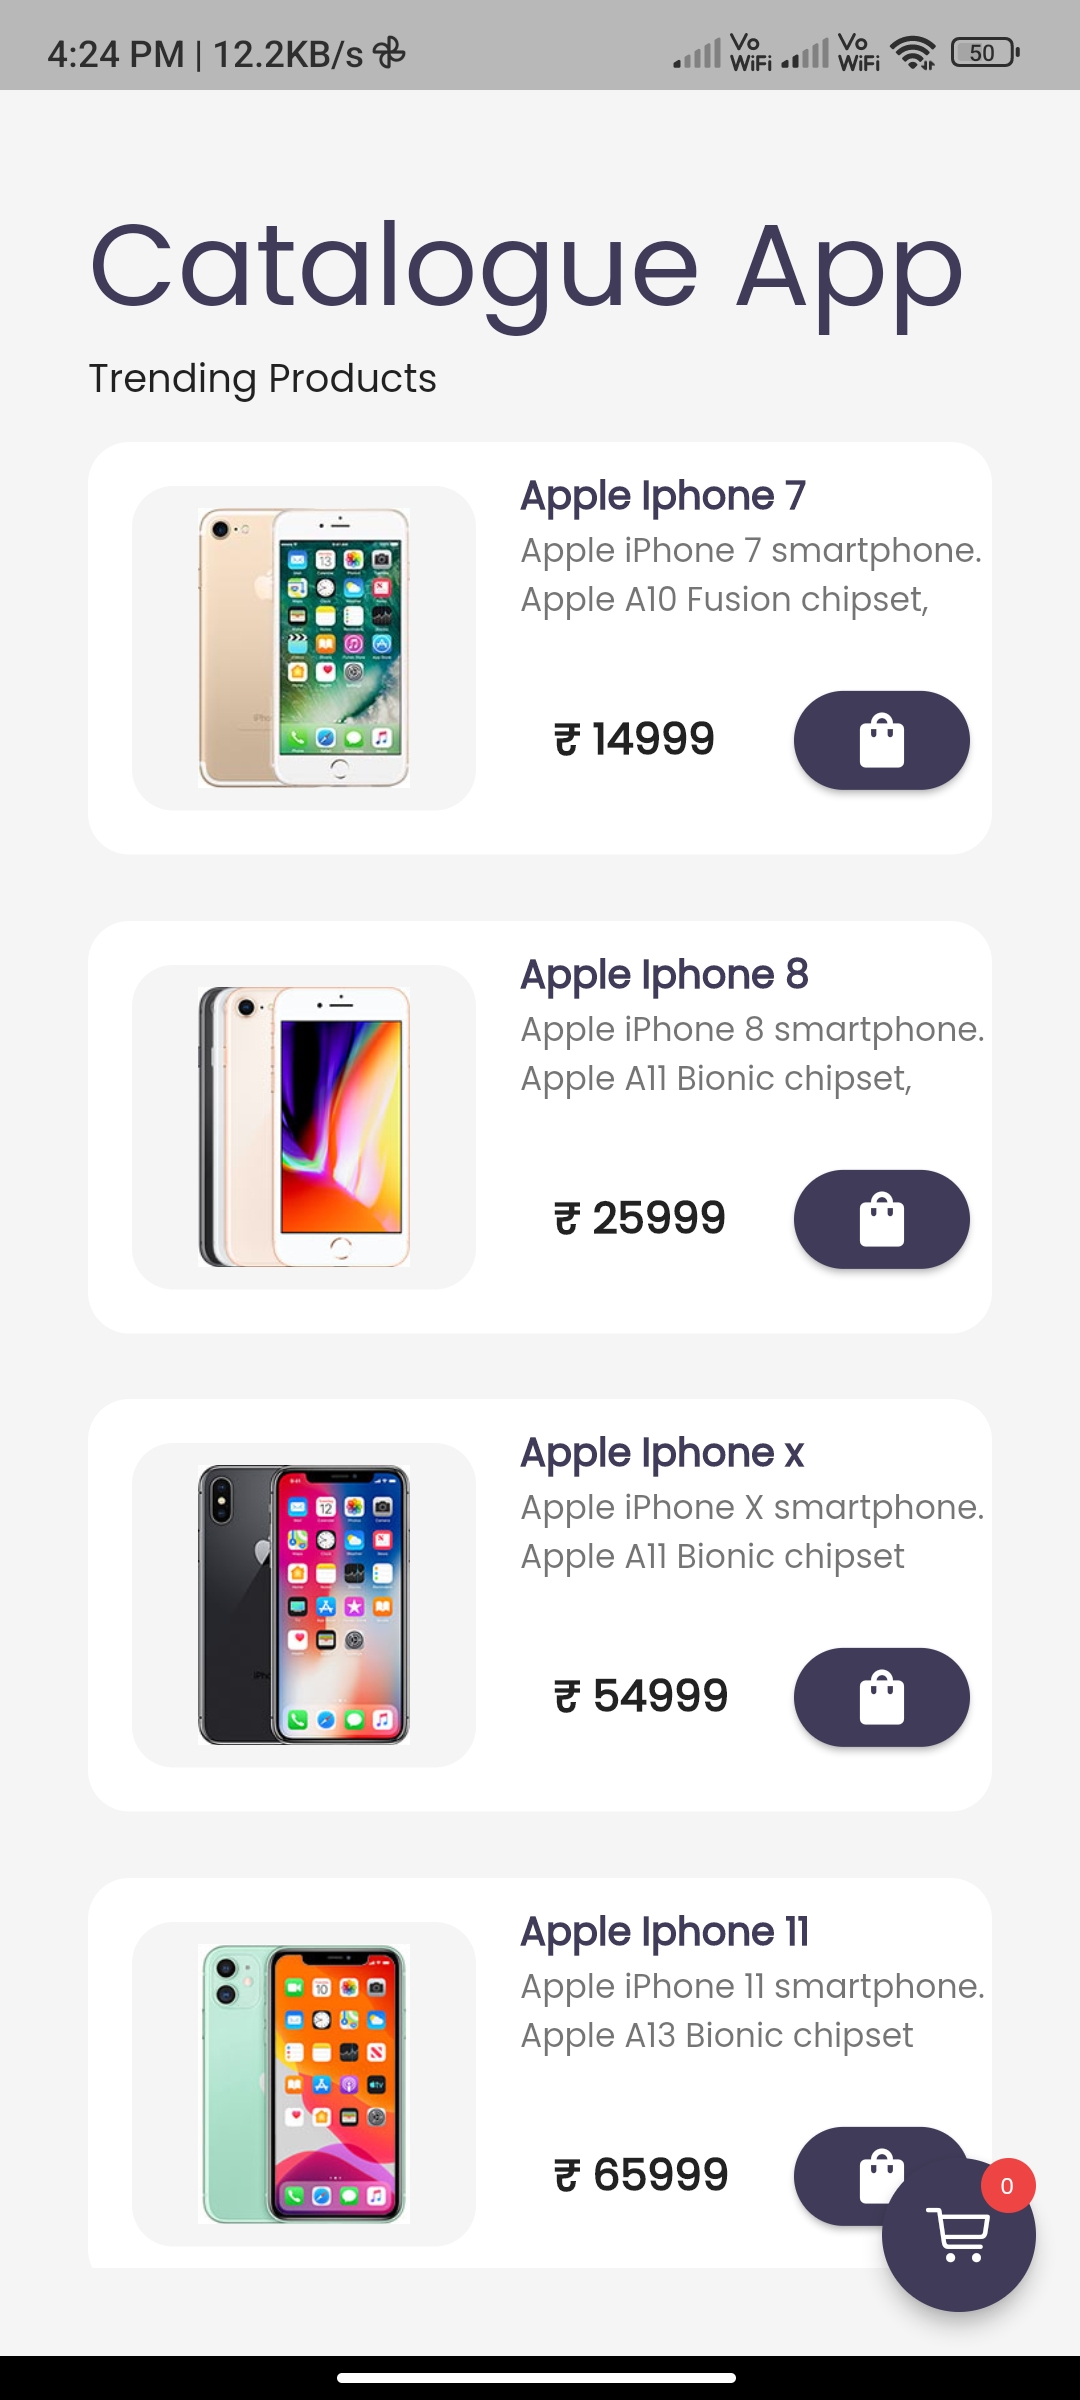 4:24 PM | 12.2KB/s
Vo WiFi
Vo WiFi
50
Catalogue App
Trending Products
Apple Iphone 7
Apple iPhone 7 smartphone.
Apple A10 Fusion chipset,
₹ 14999
Apple Iphone 8
Apple iPhone 8 smartphone.
Apple A11 Bionic chipset,
₹ 25999
Apple Iphone x
Apple iPhone X smartphone.
Apple A11 Bionic chipset
₹ 54999
Apple Iphone 11
Apple iPhone 11 smartphone.
Apple A13 Bionic chipset
₹ 65999
0